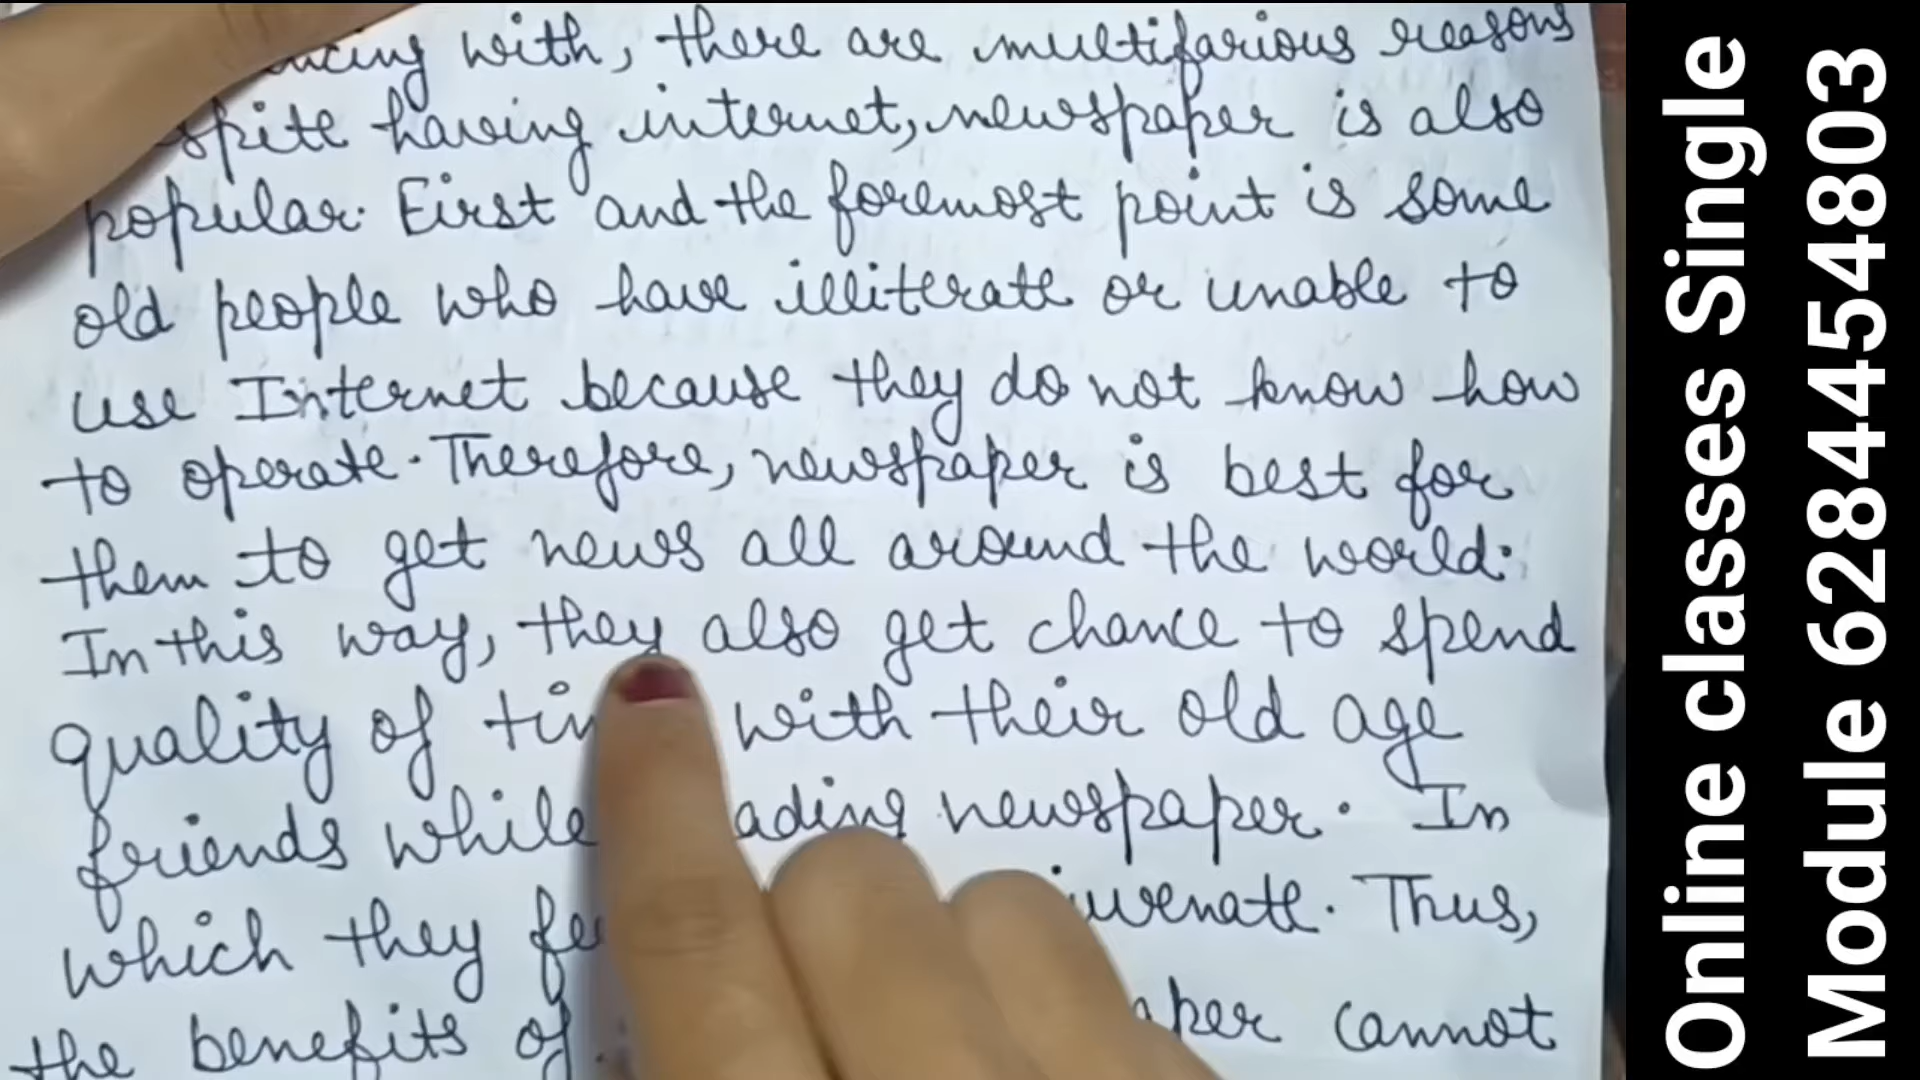 with, there are multifarious reasons
spite having internet, newspaper is also
popular. First and the foremost point is some
old people who have illiterate or unable to
use Internet because they do not know how
to operate. Therefore, newspaper is best for
them to get news all around the world.
In this way, they also get chance to spend
quality of with their old age
friends while newspaper. In
which they Thus,
the benefits of cannot
Online classes Single
Module 6284454803